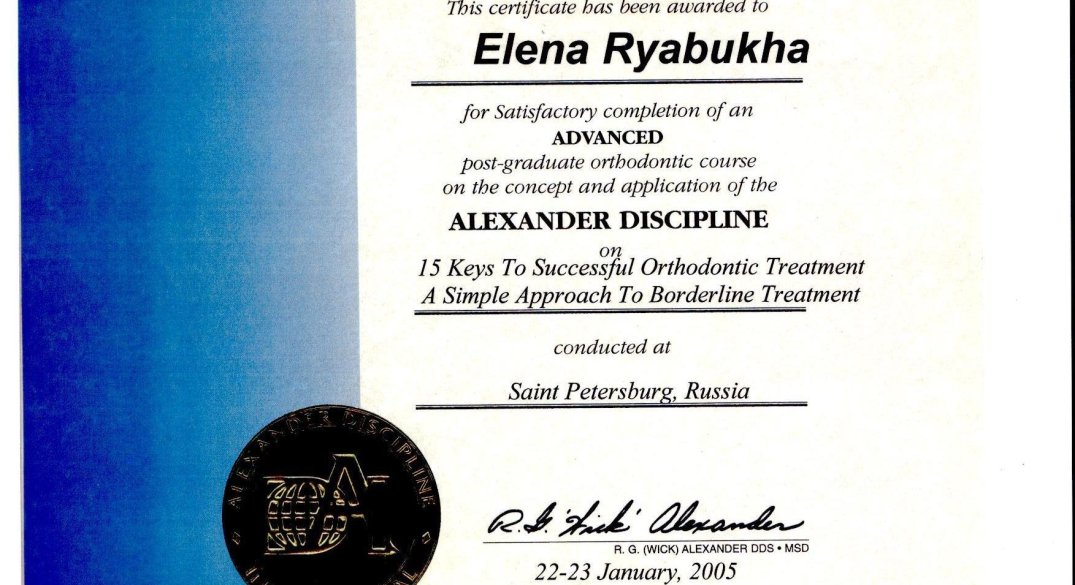 This certificate has been awarded to
Elena Ryabukha
for Satisfactory completion of an
ADVANCED
post-graduate orthodontic course
on the concept and application of the
ALEXANDER DISCIPLINE
on
15 Keys To Successful Orthodontic Treatment
A Simple Approach To Borderline Treatment
conducted at
Saint Petersburg, Russia
ALEXANDER DISCIPLINE
R. G. 'Wick' Alexander
R. G. (WICK) ALEXANDER DDS • MSD
22-23 January, 2005